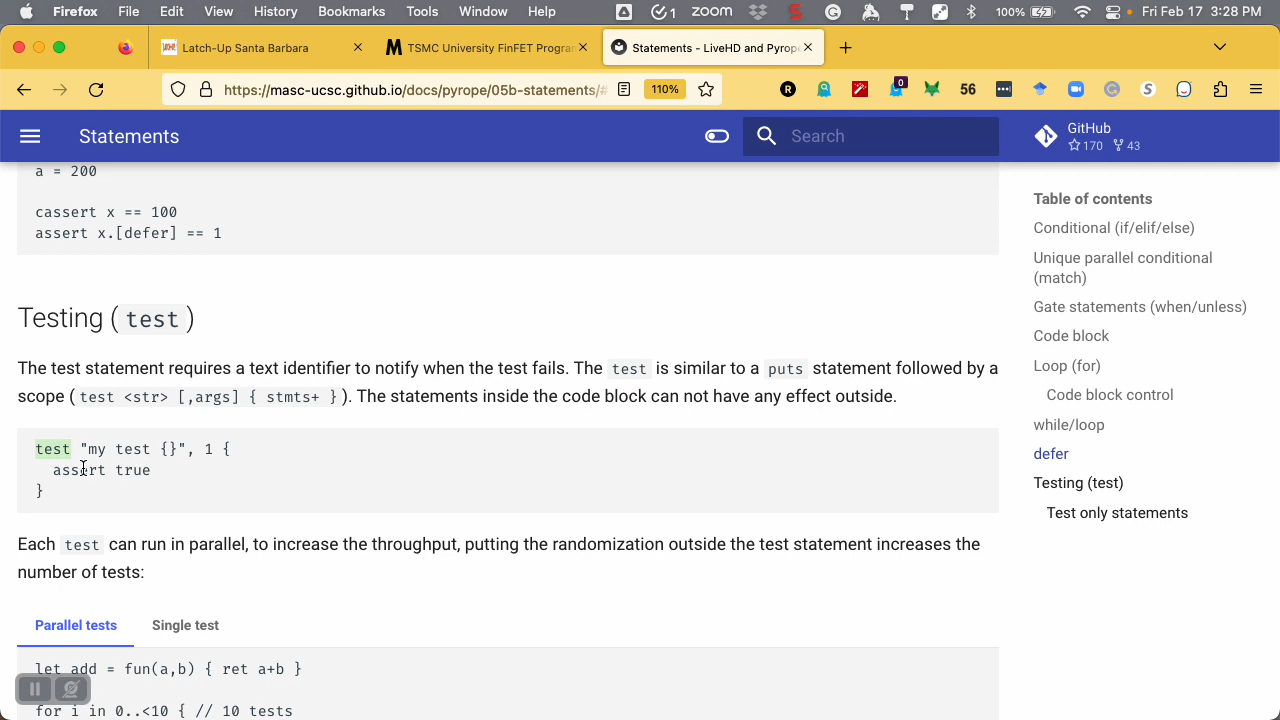 Firefox File Edit View History Bookmarks Tools Window Help 1 zoom 100% Fri Feb 17 3:28 PM
Latch-Up Santa Barbara
TSMC University FinFET Progra
Statements - LiveHD and Pyrope
https://masc-ucsc.github.io/docs/pyrope/05b-statements/# 110% R 0 56 S
Statements
Search
GitHub
170 43
a = 200
cassert x == 100
assert x.[defer] == 1
Testing ( test )
The test statement requires a text identifier to notify when the test fails. The test is similar to a puts statement followed by a
scope ( test <str> [,args] { stmts+ } ). The statements inside the code block can not have any effect outside.
test "my test {}", 1 {
assert true
}
Each test can run in parallel, to increase the throughput, putting the randomization outside the test statement increases the
number of tests:
Parallel tests Single test
let add = fun(a,b) { ret a+b }
for i in 0..<10 { // 10 tests
Table of contents
Conditional (if/elif/else)
Unique parallel conditional
(match)
Gate statements (when/unless)
Code block
Loop (for)
Code block control
while/loop
defer
Testing (test)
Test only statements